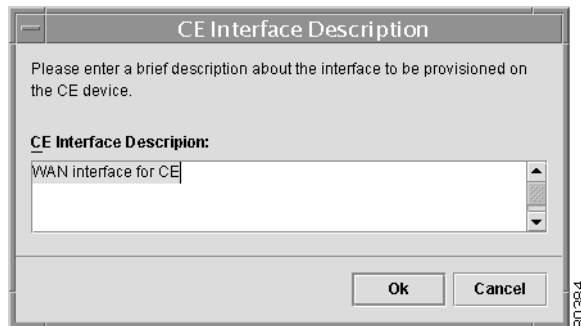 CE Interface Description
Please enter a brief description about the interface to be provisioned on
the CE device.
CE Interface Descripion:
WAN interface for CE
Ok
Cancel